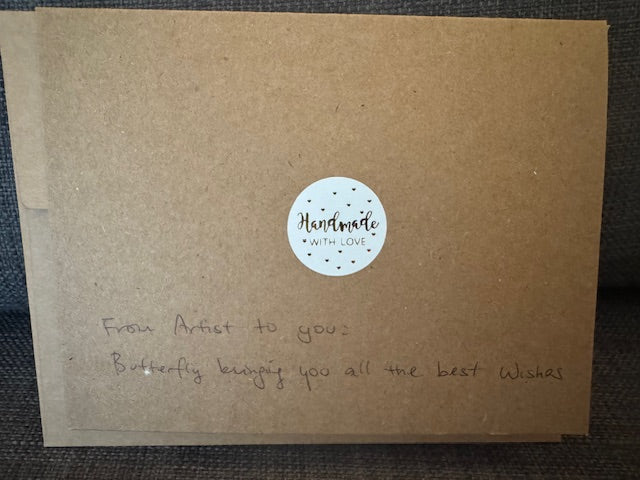 Handmade
WITH LOVE
From Artist to you:
Butterfly bringing you all the best Wishes